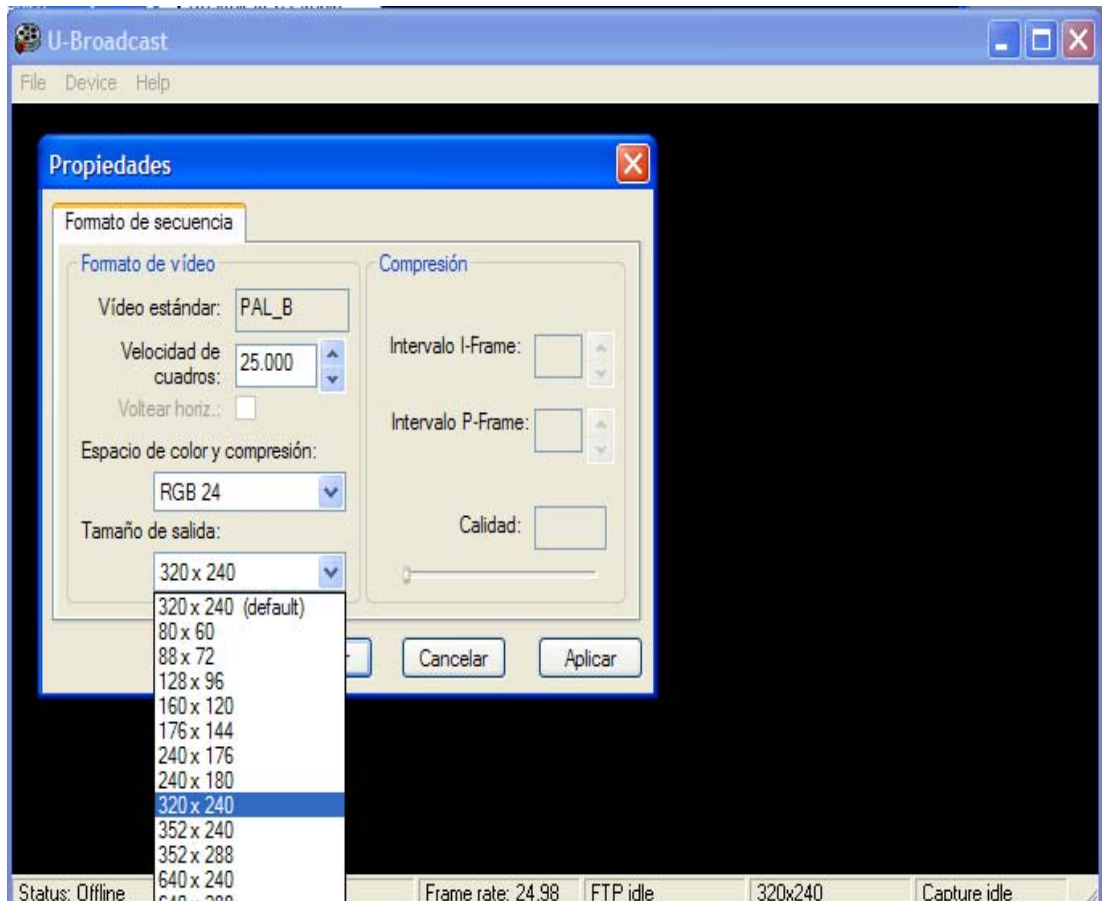 U-Broadcast
File Device Help
Propiedades
Formato de secuencia
Formato de vídeo
Vídeo estándar: PAL_B
Velocidad de
cuadros: 25.000
Voltear horiz.:
Espacio de color y compresión:
RGB 24
Tamaño de salida:
320 x 240
320 x 240 (default)
80 x 60
88 x 72
128 x 96
160 x 120
176 x 144
240 x 176
240 x 180
320 x 240
352 x 240
352 x 288
640 x 240
Compresión
Intervalo I-Frame:
Intervalo P-Frame:
Calidad:
Cancelar Aplicar
Status: Offline Frame rate: 24.98 FTP idle 320x240 Capture idle